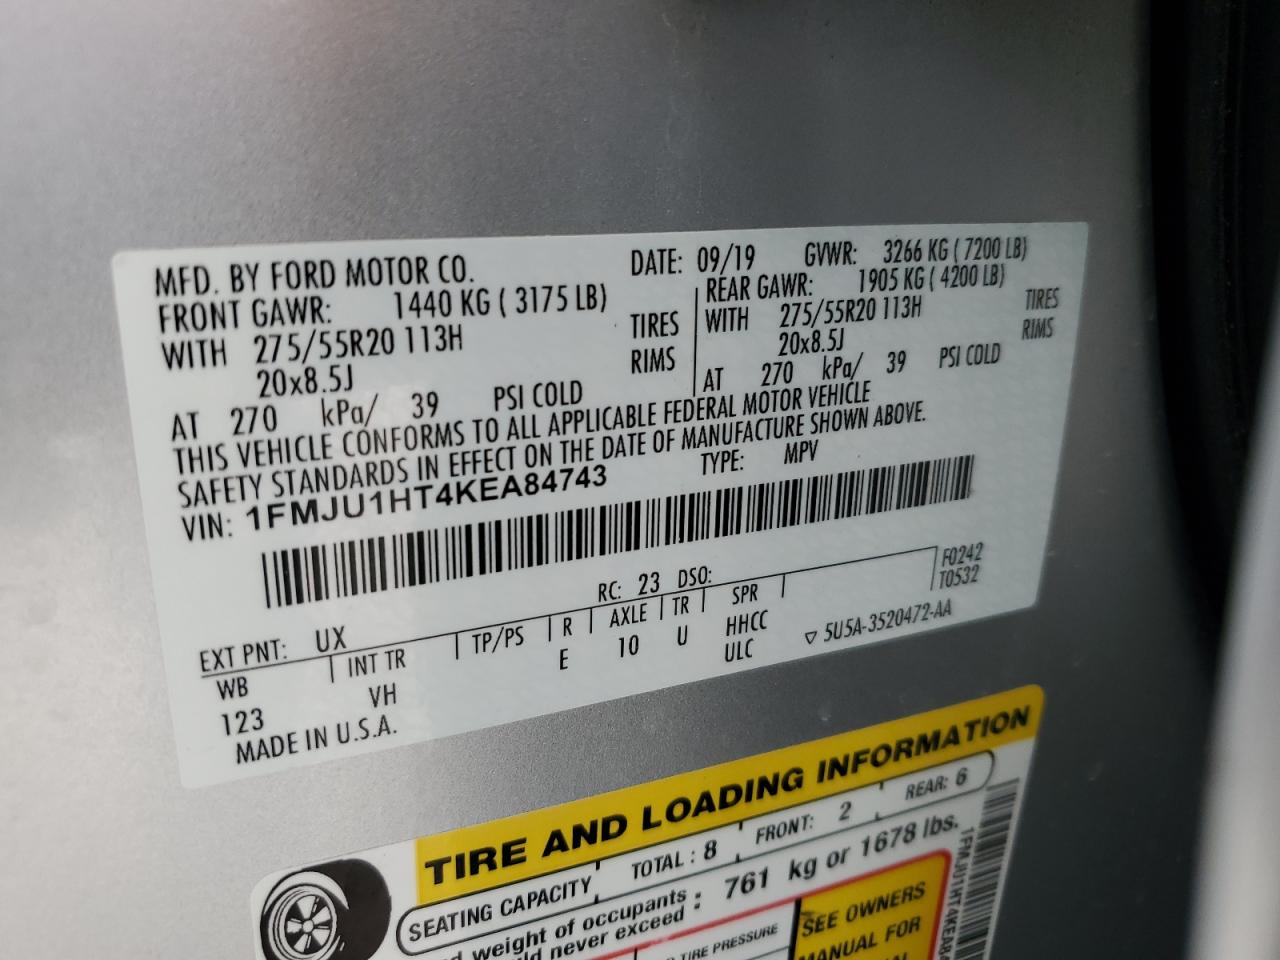 MFD. BY FORD MOTOR CO.
DATE: 09/19 GVWR: 3266 KG ( 7200 LB)
FRONT GAWR: 1440 KG ( 3175 LB)
WITH 275/55R20 113H TIRES
20x8.5J RIMS
AT 270 kPa/ 39 PSI COLD
REAR GAWR: 1905 KG ( 4200 LB)
WITH 275/55R20 113H TIRES
20x8.5J RIMS
AT 270 kPa/ 39 PSI COLD
THIS VEHICLE CONFORMS TO ALL APPLICABLE FEDERAL MOTOR VEHICLE
SAFETY STANDARDS IN EFFECT ON THE DATE OF MANUFACTURE SHOWN ABOVE.
VIN: 1FMJU1HT4KEA84743 TYPE: MPV
F0242
T0532
EXT PNT: UX RC: 23 DSO:
WB INT TR TP/PS R AXLE TR SPR
123 VH E 10 U HHCC
ULC
5U5A-3520472-AA
MADE IN U.S.A.
TIRE AND LOADING INFORMATION
SEATING CAPACITY TOTAL : 8 FRONT: 2 REAR: 6
weight of occupants
never exceed : 761 kg or 1678 lbs.
TIRE PRESSURE
SEE OWNERS
MANUAL FOR